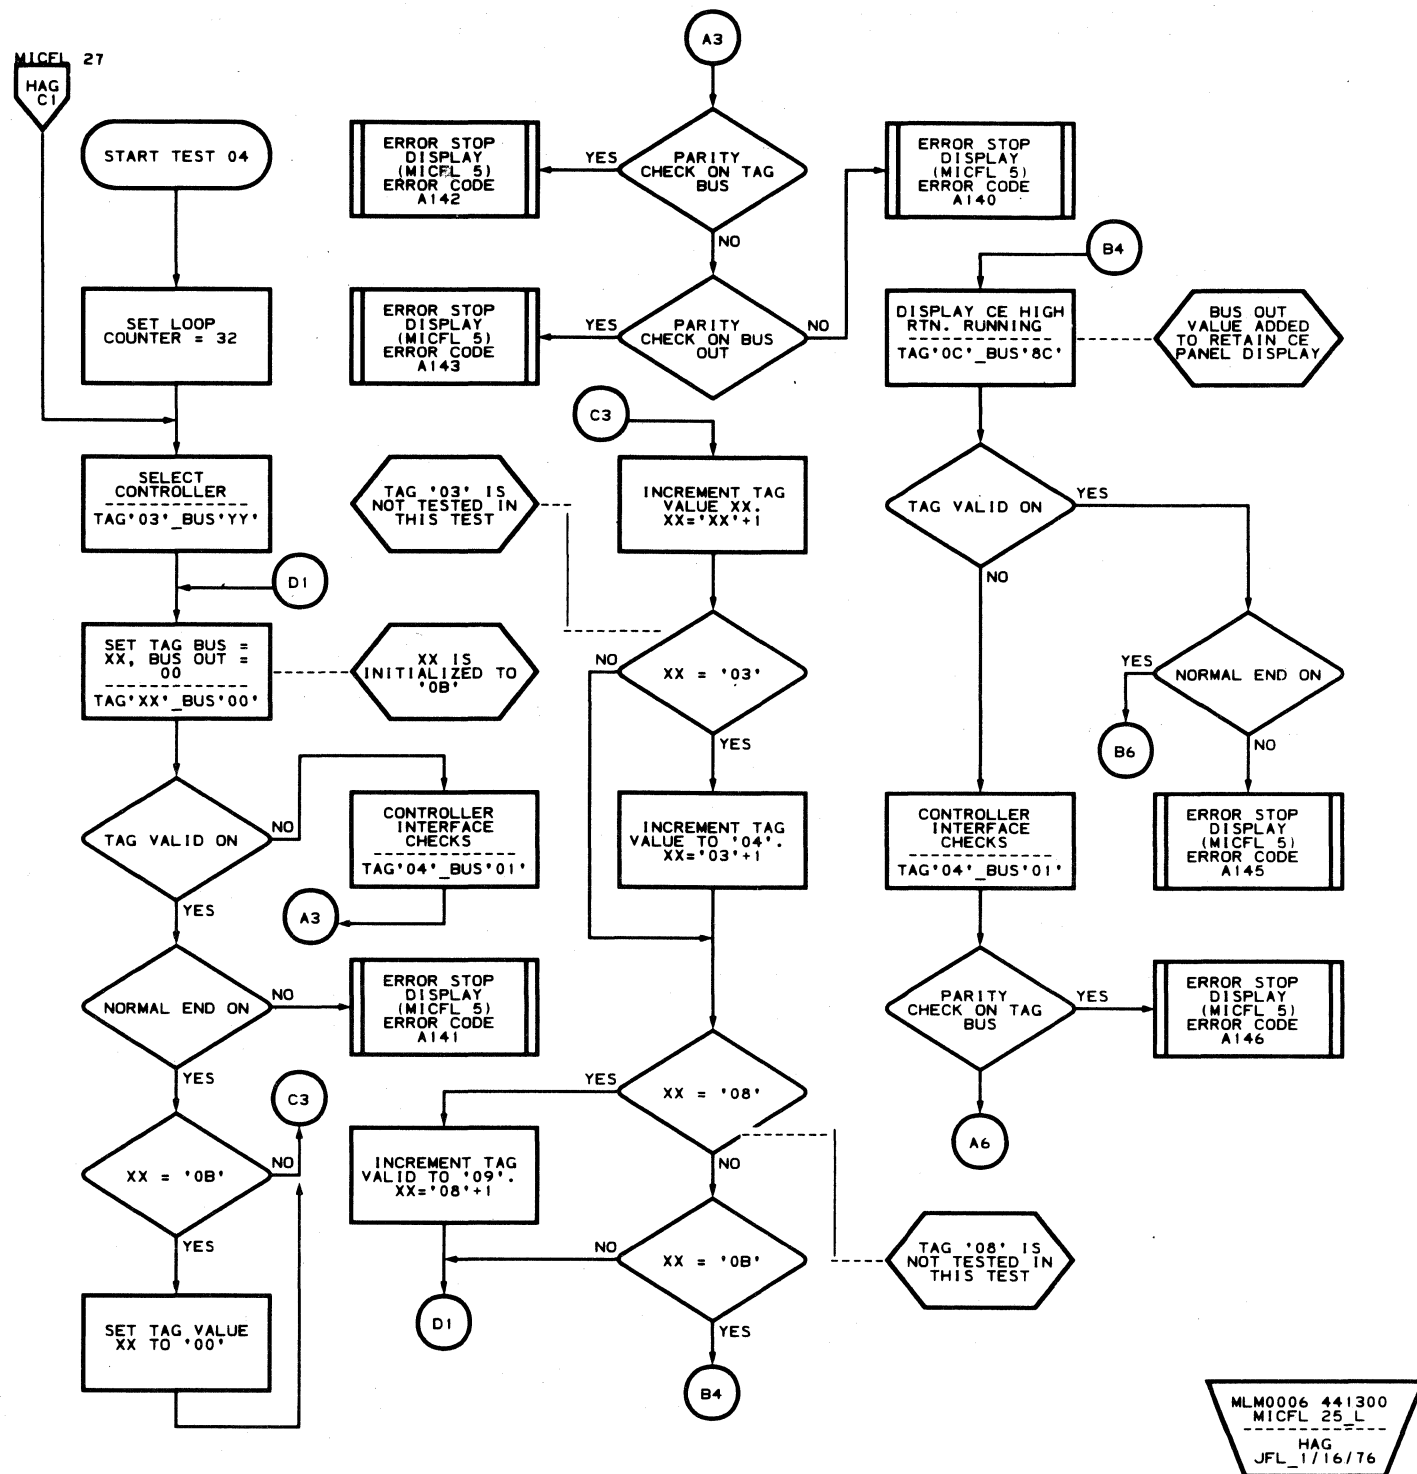 MICFL 27
HAG
C1
START TEST 04
SET LOOP
COUNTER = 32
SELECT
CONTROLLER
TAG'03'_BUS'YY'
D1
SET TAG BUS =
XX, BUS OUT =
00
TAG'XX'_BUS'00'
XX IS
INITIALIZED TO
'0B'
TAG VALID ON
NO
YES
CONTROLLER
INTERFACE
CHECKS
TAG'04'_BUS'01'
A3
NORMAL END ON
NO
YES
ERROR STOP
DISPLAY
(MICFL 5)
ERROR CODE
A141
XX = '0B'
NO
YES
C3
SET TAG VALUE
XX TO '00'
A3
PARITY
CHECK ON TAG
BUS
YES
NO
ERROR STOP
DISPLAY
(MICFL 5)
ERROR CODE
A142
PARITY
CHECK ON BUS
OUT
YES
NO
ERROR STOP
DISPLAY
(MICFL 5)
ERROR CODE
A143
ERROR STOP
DISPLAY
(MICFL 5)
ERROR CODE
A140
C3
INCREMENT TAG
VALUE XX.
XX='XX'+1
TAG '03' IS
NOT TESTED IN
THIS TEST
XX = '03'
NO
YES
INCREMENT TAG
VALUE TO '04'.
XX='03'+1
XX = '08'
YES
NO
INCREMENT TAG
VALID TO '09'.
XX='08'+1
XX = '0B'
NO
YES
D1
B4
TAG '08' IS
NOT TESTED IN
THIS TEST
B4
DISPLAY CE HIGH
RTN. RUNNING
TAG'0C'_BUS'8C'
BUS OUT
VALUE ADDED
TO RETAIN CE
PANEL DISPLAY
TAG VALID ON
YES
NO
NORMAL END ON
YES
NO
B6
ERROR STOP
DISPLAY
(MICFL 5)
ERROR CODE
A145
CONTROLLER
INTERFACE
CHECKS
TAG'04'_BUS'01'
PARITY
CHECK ON TAG
BUS
YES
ERROR STOP
DISPLAY
(MICFL 5)
ERROR CODE
A146
A6
MLM0006 441300
MICFL 25_L
HAG
JFL_1/16/76